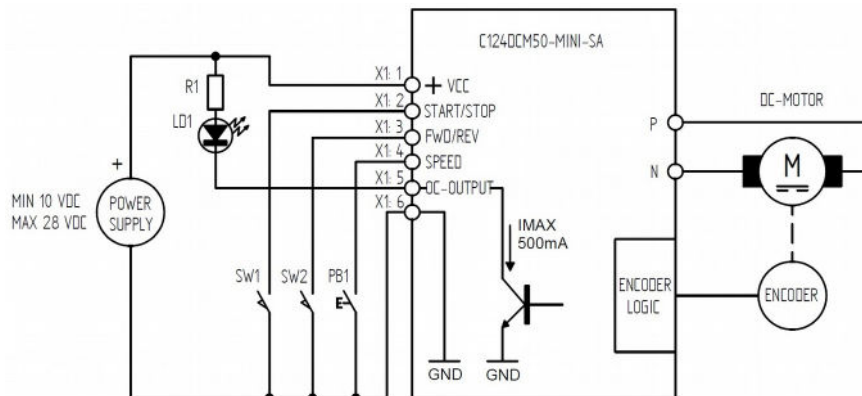 C124DCM50-MINI-SA
X1: 1
+ VCC
R1
X1: 2
START/STOP
DC-MOTOR
LD1
X1: 3
FWD/REV
P
X1: 4
SPEED
+
X1: 5
OC-OUTPUT
N
M
MIN 10 VDC
MAX 28 VDC
POWER
SUPPLY
X1: 6
IMAX
500mA
SW1
SW2
PB1
ENCODER
LOGIC
ENCODER
GND
GND